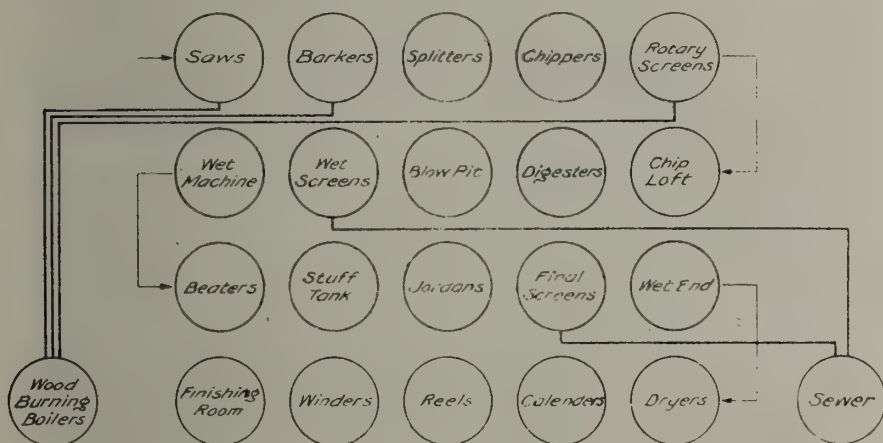 Saws
Barkers
Splitters
Chippers
Rotary
Screens
Wet
Machine
Wet
Screens
Blow Pit
Digesters
Chip
Loft
Beaters
Stuff
Tank
Jordans
Final
Screens
Wet End
Wood
Burning
Boilers
Finishing
Room
Winders
Reels
Calenders
Dryers
Sewer